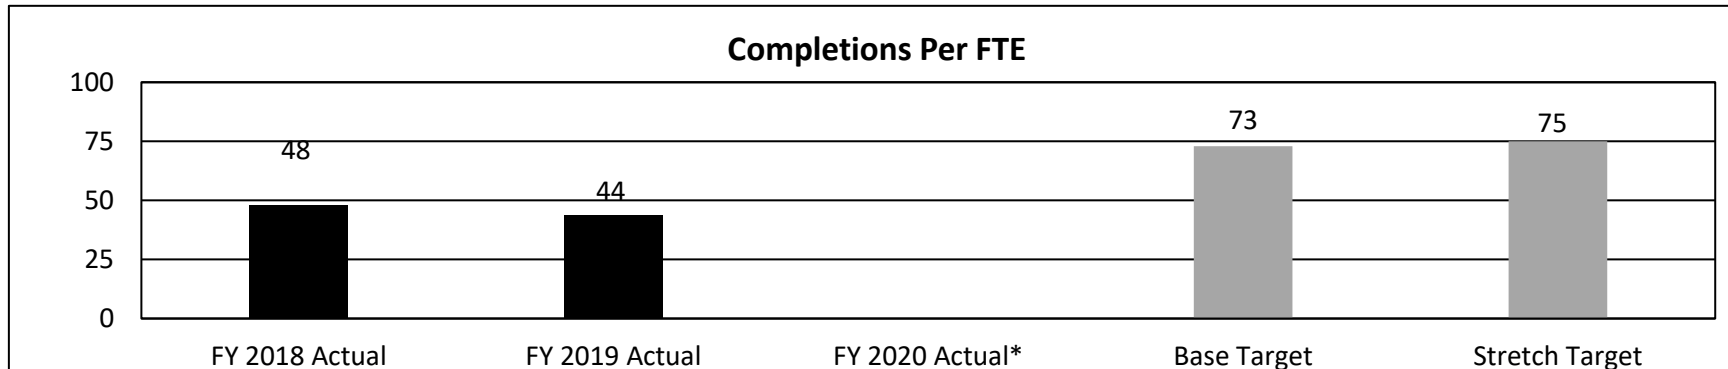 Completions Per FTE
100
75
50
25
0
48
44
73
75
FY 2018 Actual
FY 2019 Actual
FY 2020 Actual*
Base Target
Stretch Target